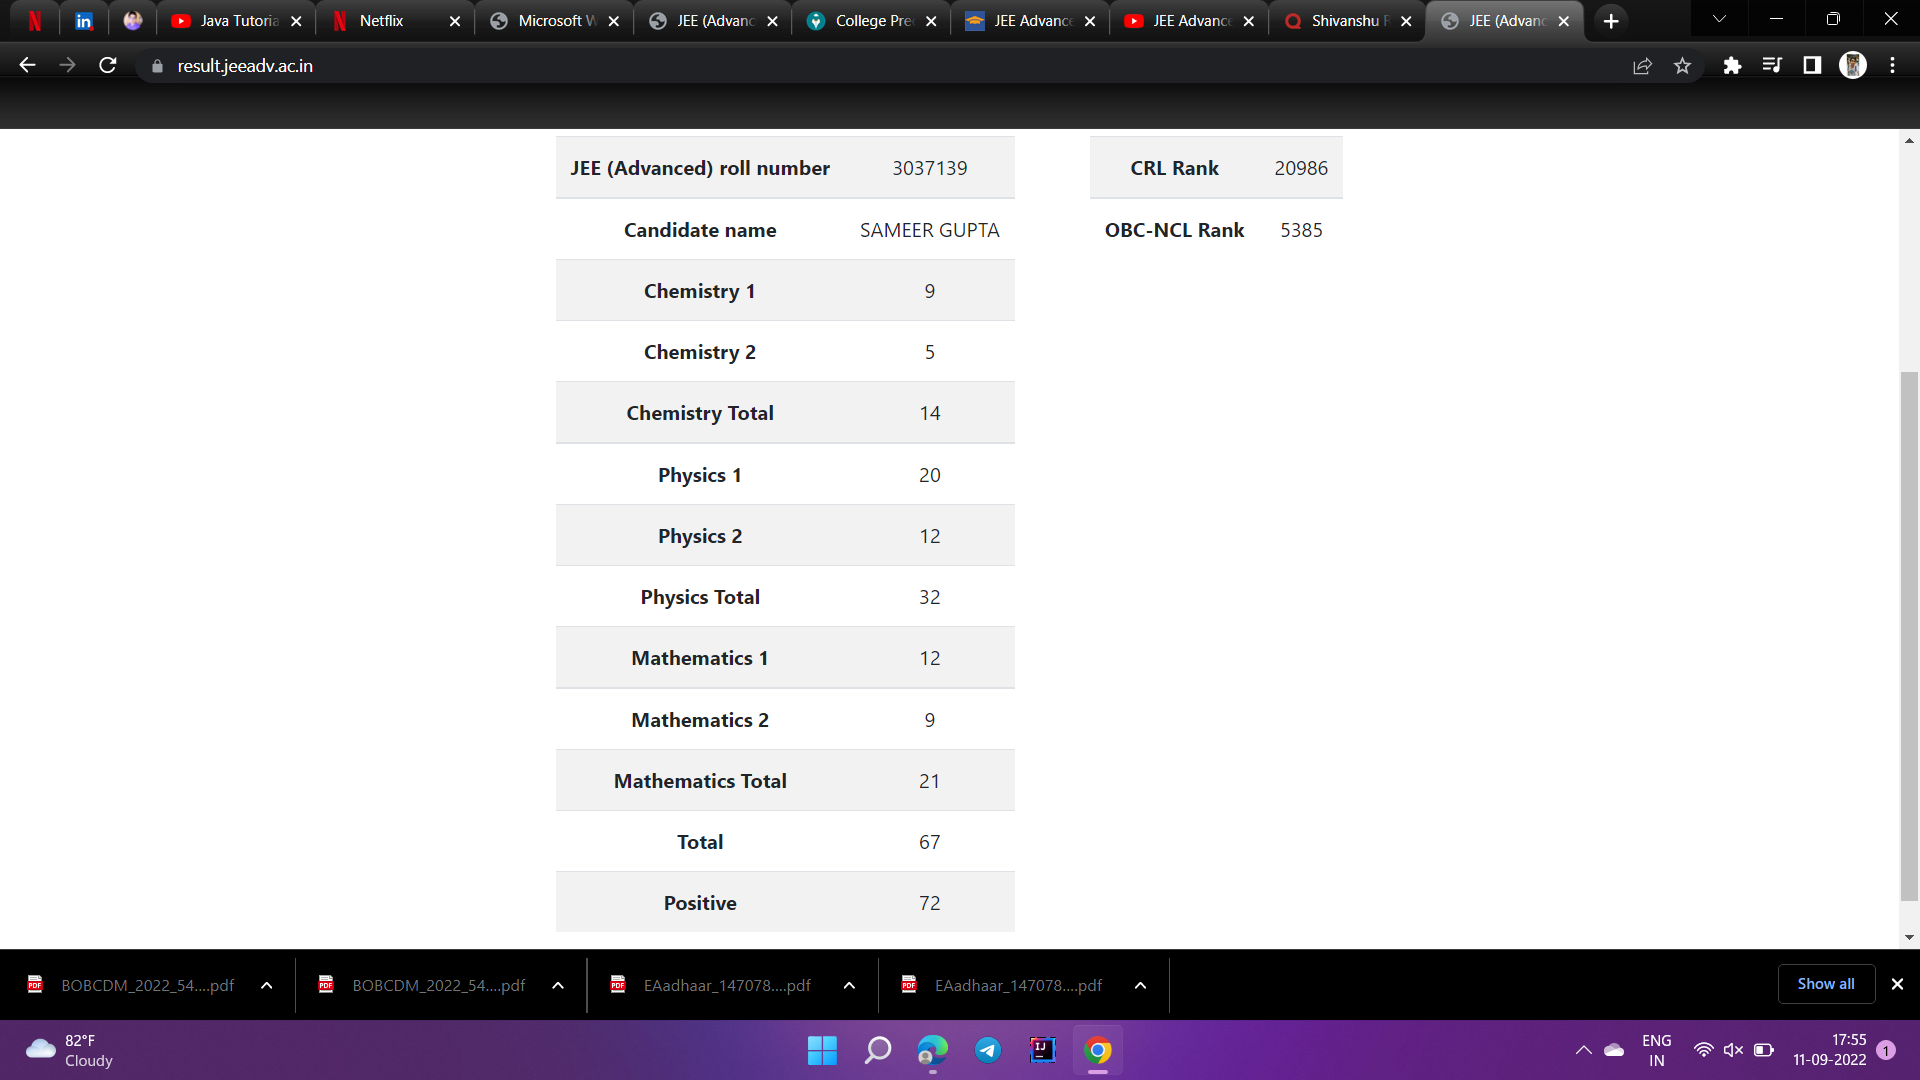 Java Tutoria
Netflix
Microsoft W
JEE (Advanc
College Pre
JEE Advance
JEE Advance
Shivanshu R
JEE (Advanc
result.jeeadv.ac.in
JEE (Advanced) roll number 3037139
CRL Rank 20986
Candidate name SAMEER GUPTA
OBC-NCL Rank 5385
Chemistry 1 9
Chemistry 2 5
Chemistry Total 14
Physics 1 20
Physics 2 12
Physics Total 32
Mathematics 1 12
Mathematics 2 9
Mathematics Total 21
Total 67
Positive 72
BOBCDM_2022_54....pdf
BOBCDM_2022_54....pdf
EAadhaar_147078....pdf
EAadhaar_147078....pdf
Show all
82°F
Cloudy
ENG
IN
17:55
11-09-2022
1